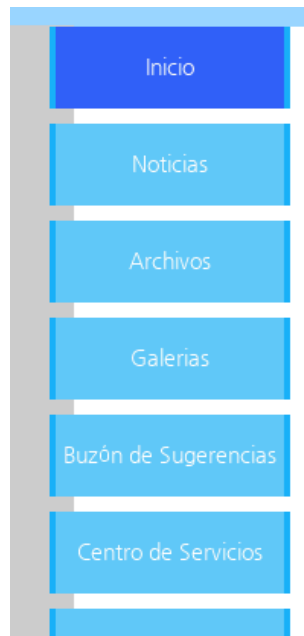 Inicio
Noticias
Archivos
Galerias
Buzón de Sugerencias
Centro de Servicios